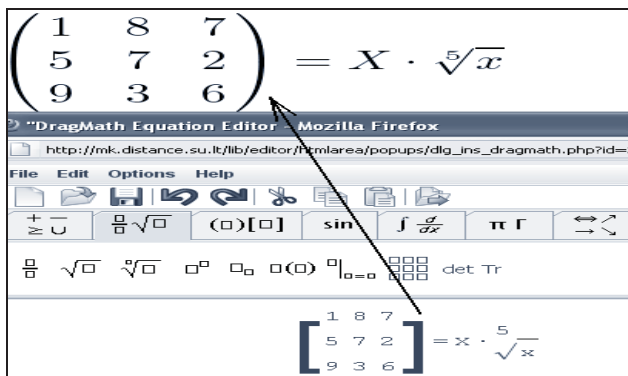 1 8 7
5 7 2 = X · ⁵√x
9 3 6
"DragMath Equation Editor - Mozilla Firefox
http://mk.distance.su.lt/lib/editor/htmlarea/popups/dlg_ins_dragmath.php?id=
File Edit Options Help
+ − ≥ ∪ □/□ √□ (□)[□] sin ∫ d/dx π Γ ⇔ ↗ → ↘
□/□ √□ ⁿ√□ □□ □□ □(□) □|□=□ det Tr
1 8 7
5 7 2 = x · ⁵√x
9 3 6